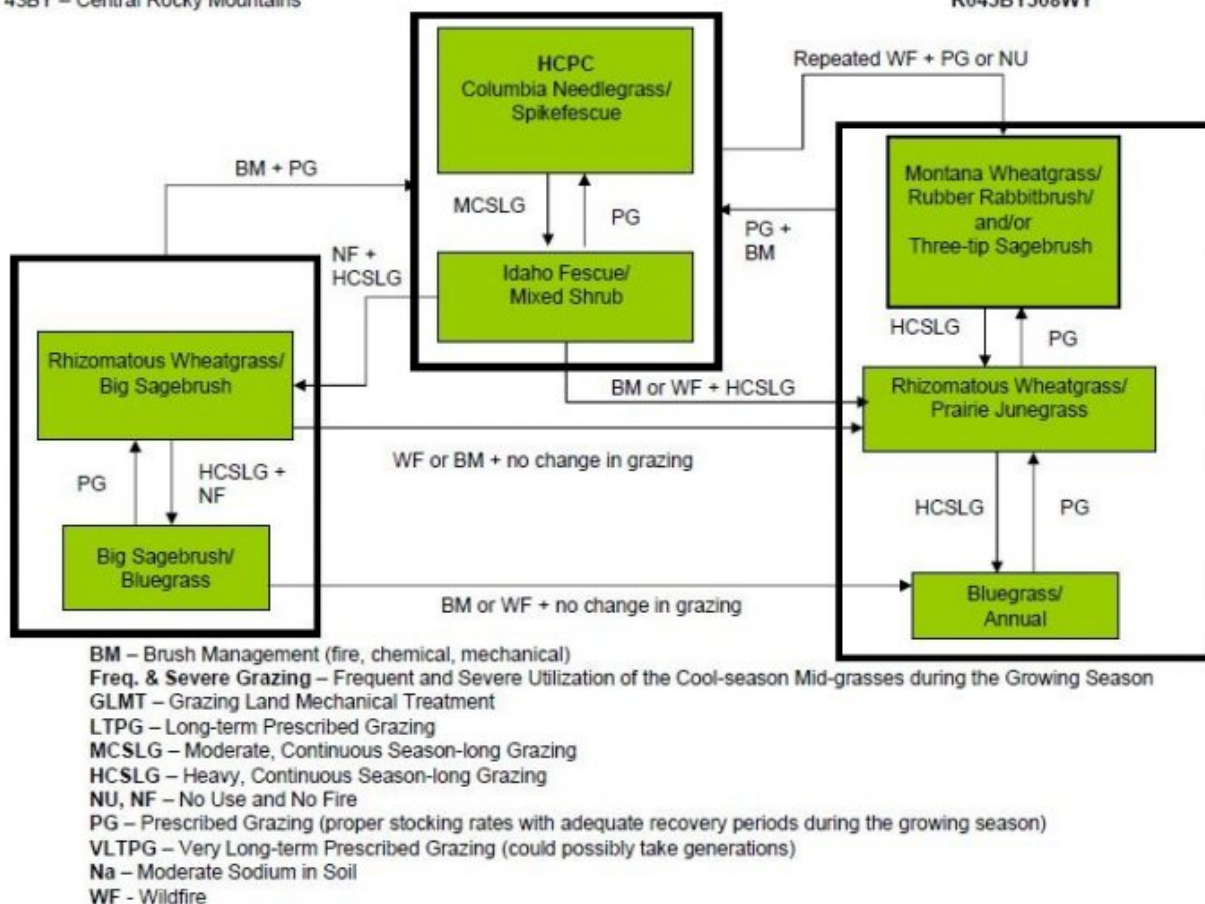 43BY – Central Rocky Mountains
R043BY308WY
HCPC
Columbia Needlegrass/
Spikefescue
Repeated WF + PG or NU
BM + PG
MCSLG
PG
Montana Wheatgrass/
Rubber Rabbitbrush/
and/or
Three-tip Sagebrush
PG +
BM
NF +
HCSLG
Idaho Fescue/
Mixed Shrub
HCSLG
PG
Rhizomatous Wheatgrass/
Big Sagebrush
BM or WF + HCSLG
Rhizomatous Wheatgrass/
Prairie Junegrass
WF or BM + no change in grazing
PG
HCSLG +
NF
HCSLG
PG
Big Sagebrush/
Bluegrass
BM or WF + no change in grazing
Bluegrass/
Annual
BM – Brush Management (fire, chemical, mechanical)
Freq. & Severe Grazing – Frequent and Severe Utilization of the Cool-season Mid-grasses during the Growing Season
GLMT – Grazing Land Mechanical Treatment
LTPG – Long-term Prescribed Grazing
MCSLG – Moderate, Continuous Season-long Grazing
HCSLG – Heavy, Continuous Season-long Grazing
NU, NF – No Use and No Fire
PG – Prescribed Grazing (proper stocking rates with adequate recovery periods during the growing season)
VLTPG – Very Long-term Prescribed Grazing (could possibly take generations)
Na – Moderate Sodium in Soil
WF - Wildfire